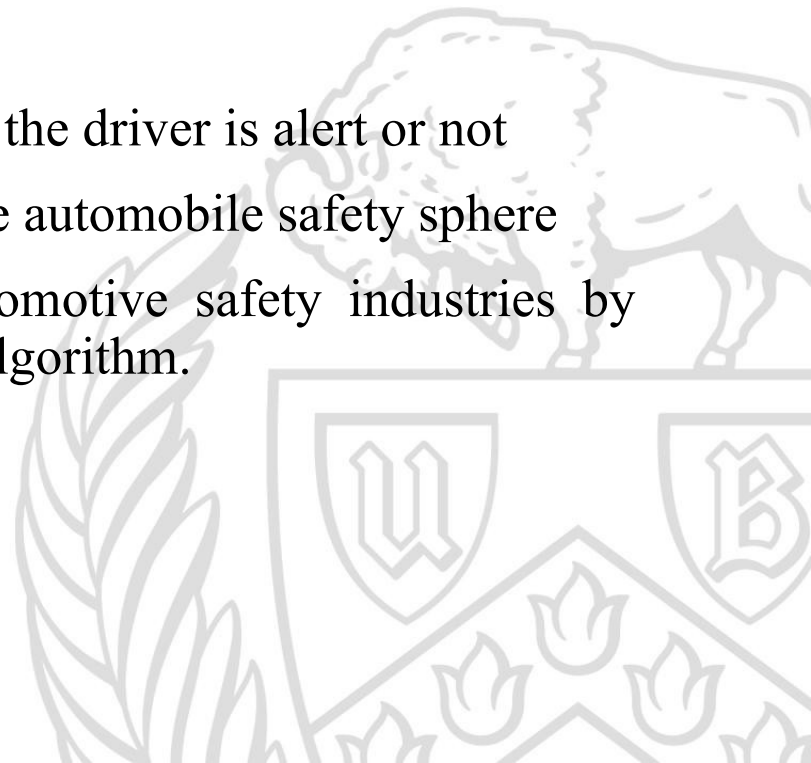 the driver is alert or not
e automobile safety sphere
omotive safety industries by
lgorithm.
U B